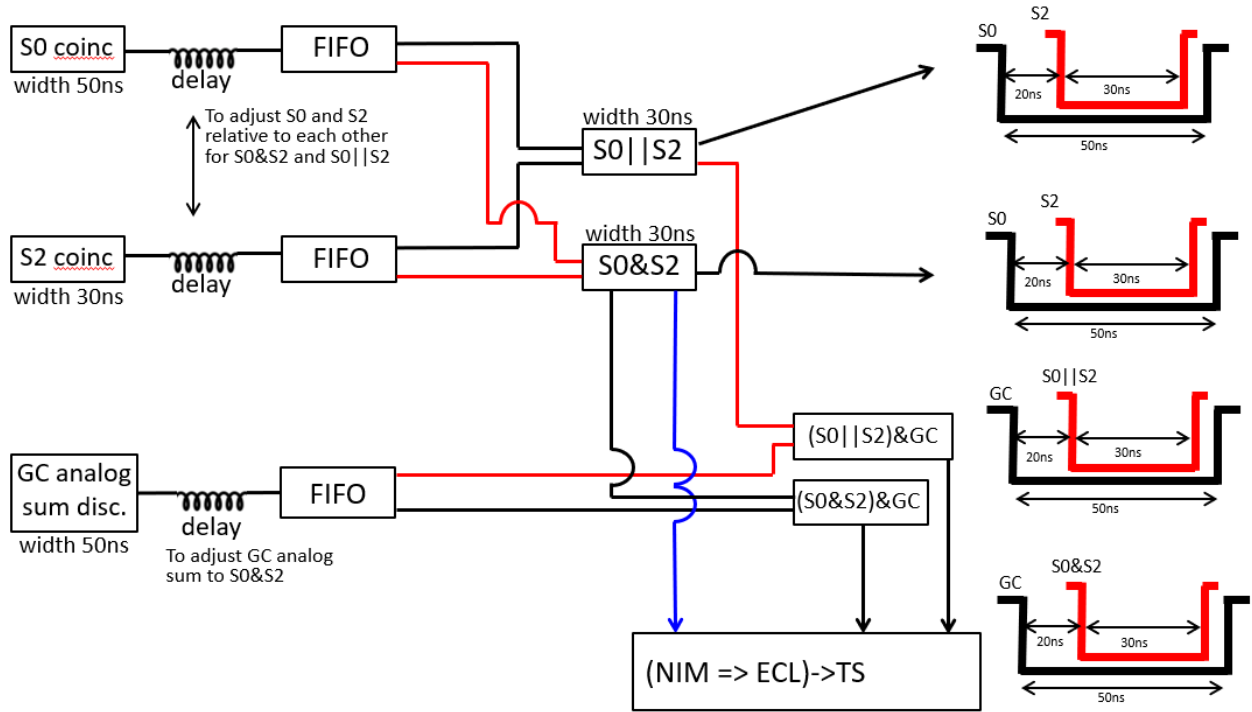 S0 coinc
width 50ns
delay
FIFO
To adjust S0 and S2
relative to each other
for S0&S2 and S0||S2
S2 coinc
width 30ns
delay
FIFO
width 30ns
S0||S2
width 30ns
S0&S2
GC analog
sum disc.
width 50ns
delay
To adjust GC analog
sum to S0&S2
FIFO
(S0||S2)&GC
(S0&S2)&GC
(NIM => ECL)->TS
S2
S0
20ns
30ns
50ns
S2
S0
20ns
30ns
50ns
S0||S2
GC
20ns
30ns
50ns
S0&S2
GC
20ns
30ns
50ns